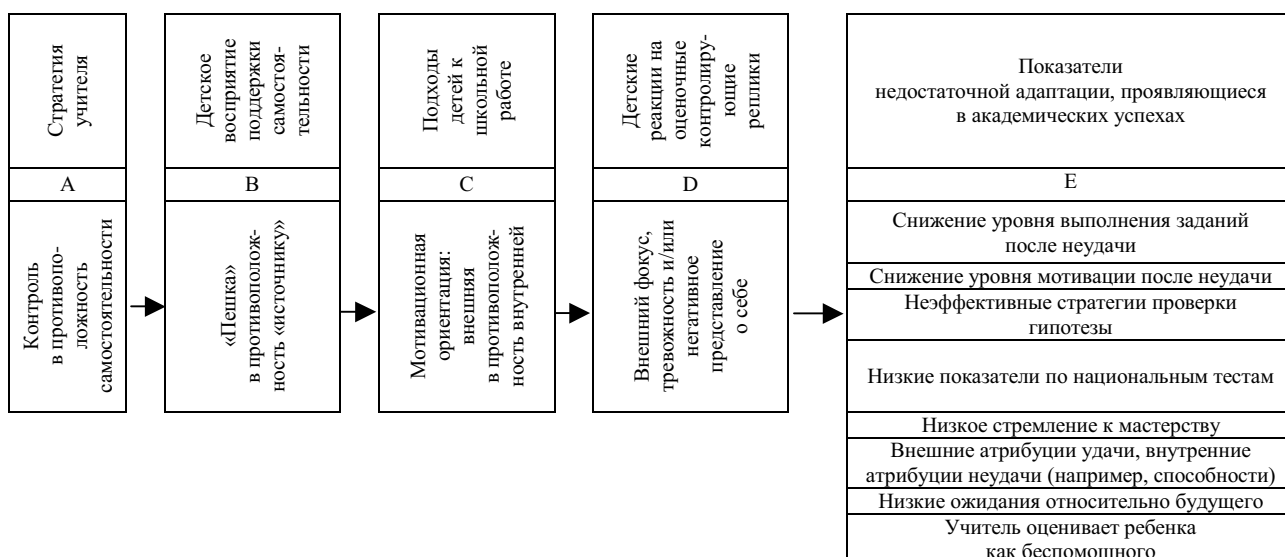 Стратегия
учителя
Детское
восприятие
поддержки
самостоя-
тельности
Подходы
детей к
школьной
работе
Детские
реакции на
оценочные
контролиру-
ющие
реплики
Показатели
недостаточной адаптации, проявляющиеся
в академических успехах
A
B
C
D
E
Контроль
в противопо-
ложность
самостоятельности
«Пешка»
в противополож-
ность «источнику»
Мотивационная
ориентация:
внешняя
в противополож-
ность внутренней
Внешний фокус,
тревожность и/или
негативное
представление
о себе
Снижение уровня выполнения заданий
после неудачи
Снижение уровня мотивации после неудачи
Неэффективные стратегии проверки
гипотезы
Низкие показатели по национальным тестам
Низкое стремление к мастерству
Внешние атрибуции удачи, внутренние
атрибуции неудачи (например, способности)
Низкие ожидания относительно будущего
Учитель оценивает ребенка
как беспомощного